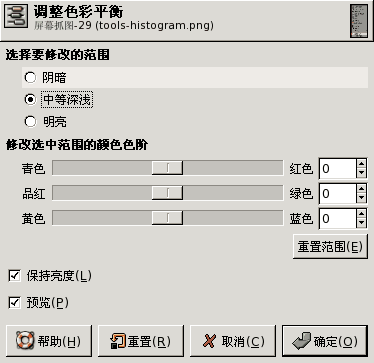 调整色彩平衡
屏幕抓图-29 (tools-histogram.png)
选择要修改的范围
阴暗
中等深浅
明亮
修改选中范围的颜色色阶
青色 红色 0
品红 绿色 0
黄色 蓝色 0
重置范围(E)
保持亮度(L)
预览(P)
帮助(H) 重置(R) 取消(C) 确定(O)